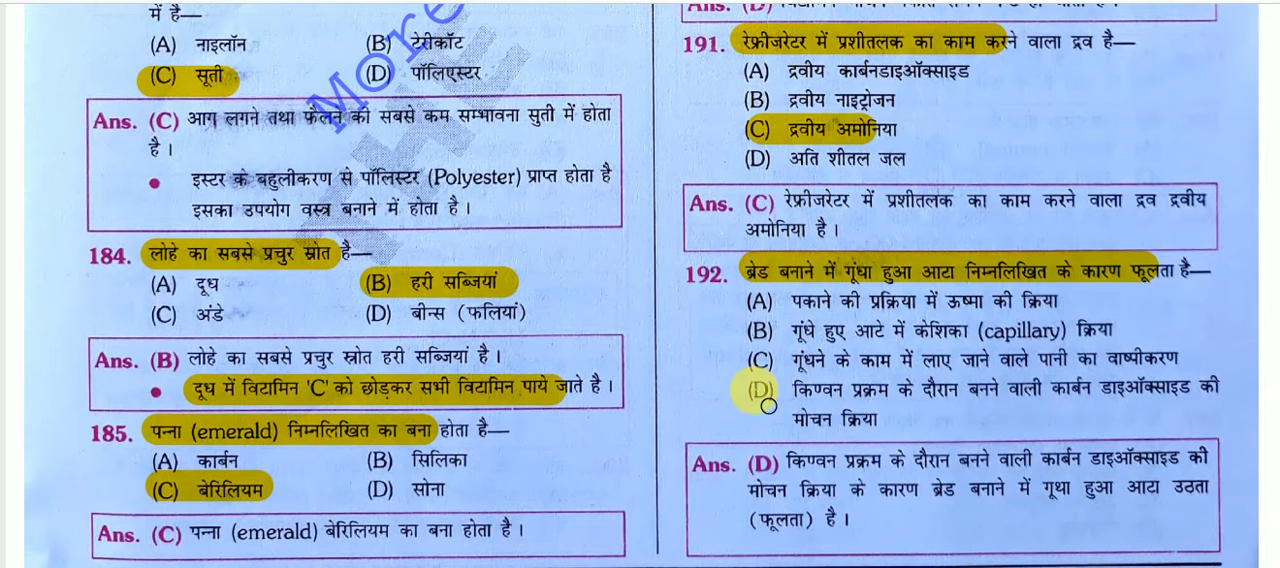 में है—
(A) नाइलॉन (B) टेरीकॉट
(C) सूती (D) पॉलिएस्टर
More
Ans. (C) आग लगने तथा फैलने की सबसे कम सम्भावना सुती में होता
है।
• इस्टर के बहुलीकरण से पॉलिस्टर (Polyester) प्राप्त होता है
इसका उपयोग वस्त्र बनाने में होता है।
184. लोहे का सबसे प्रचुर स्रोत है—
(A) दूध (B) हरी सब्जियां
(C) अंडे (D) बीन्स (फलियां)
Ans. (B) लोहे का सबसे प्रचुर स्रोत हरी सब्जियां है।
• दूध में विटामिन 'C' को छोड़कर सभी विटामिन पाये जाते है।
185. पन्ना (emerald) निम्नलिखित का बना होता है—
(A) कार्बन (B) सिलिका
(C) बेरिलियम (D) सोना
Ans. (C) पन्ना (emerald) बेरिलियम का बना होता है।
Ans. (D)
191. रेफ्रीजरेटर में प्रशीतलक का काम करने वाला द्रव है—
(A) द्रवीय कार्बनडाइऑक्साइड
(B) द्रवीय नाइट्रोजन
(C) द्रवीय अमोनिया
(D) अति शीतल जल
Ans. (C) रेफ्रीजरेटर में प्रशीतलक का काम करने वाला द्रव द्रवीय
अमोनिया है।
192. ब्रेड बनाने में गूंधा हुआ आटा निम्नलिखित के कारण फूलता है—
(A) पकाने की प्रक्रिया में ऊष्मा की क्रिया
(B) गूंधे हुए आटे में केशिका (capillary) क्रिया
(C) गूंधने के काम में लाए जाने वाले पानी का वाष्पीकरण
(D) किण्वन प्रक्रम के दौरान बनने वाली कार्बन डाइऑक्साइड की
मोचन क्रिया
Ans. (D) किण्वन प्रक्रम के दौरान बनने वाली कार्बन डाइऑक्साइड की
मोचन क्रिया के कारण ब्रेड बनाने में गूथा हुआ आटा उठता
(फूलता) है।